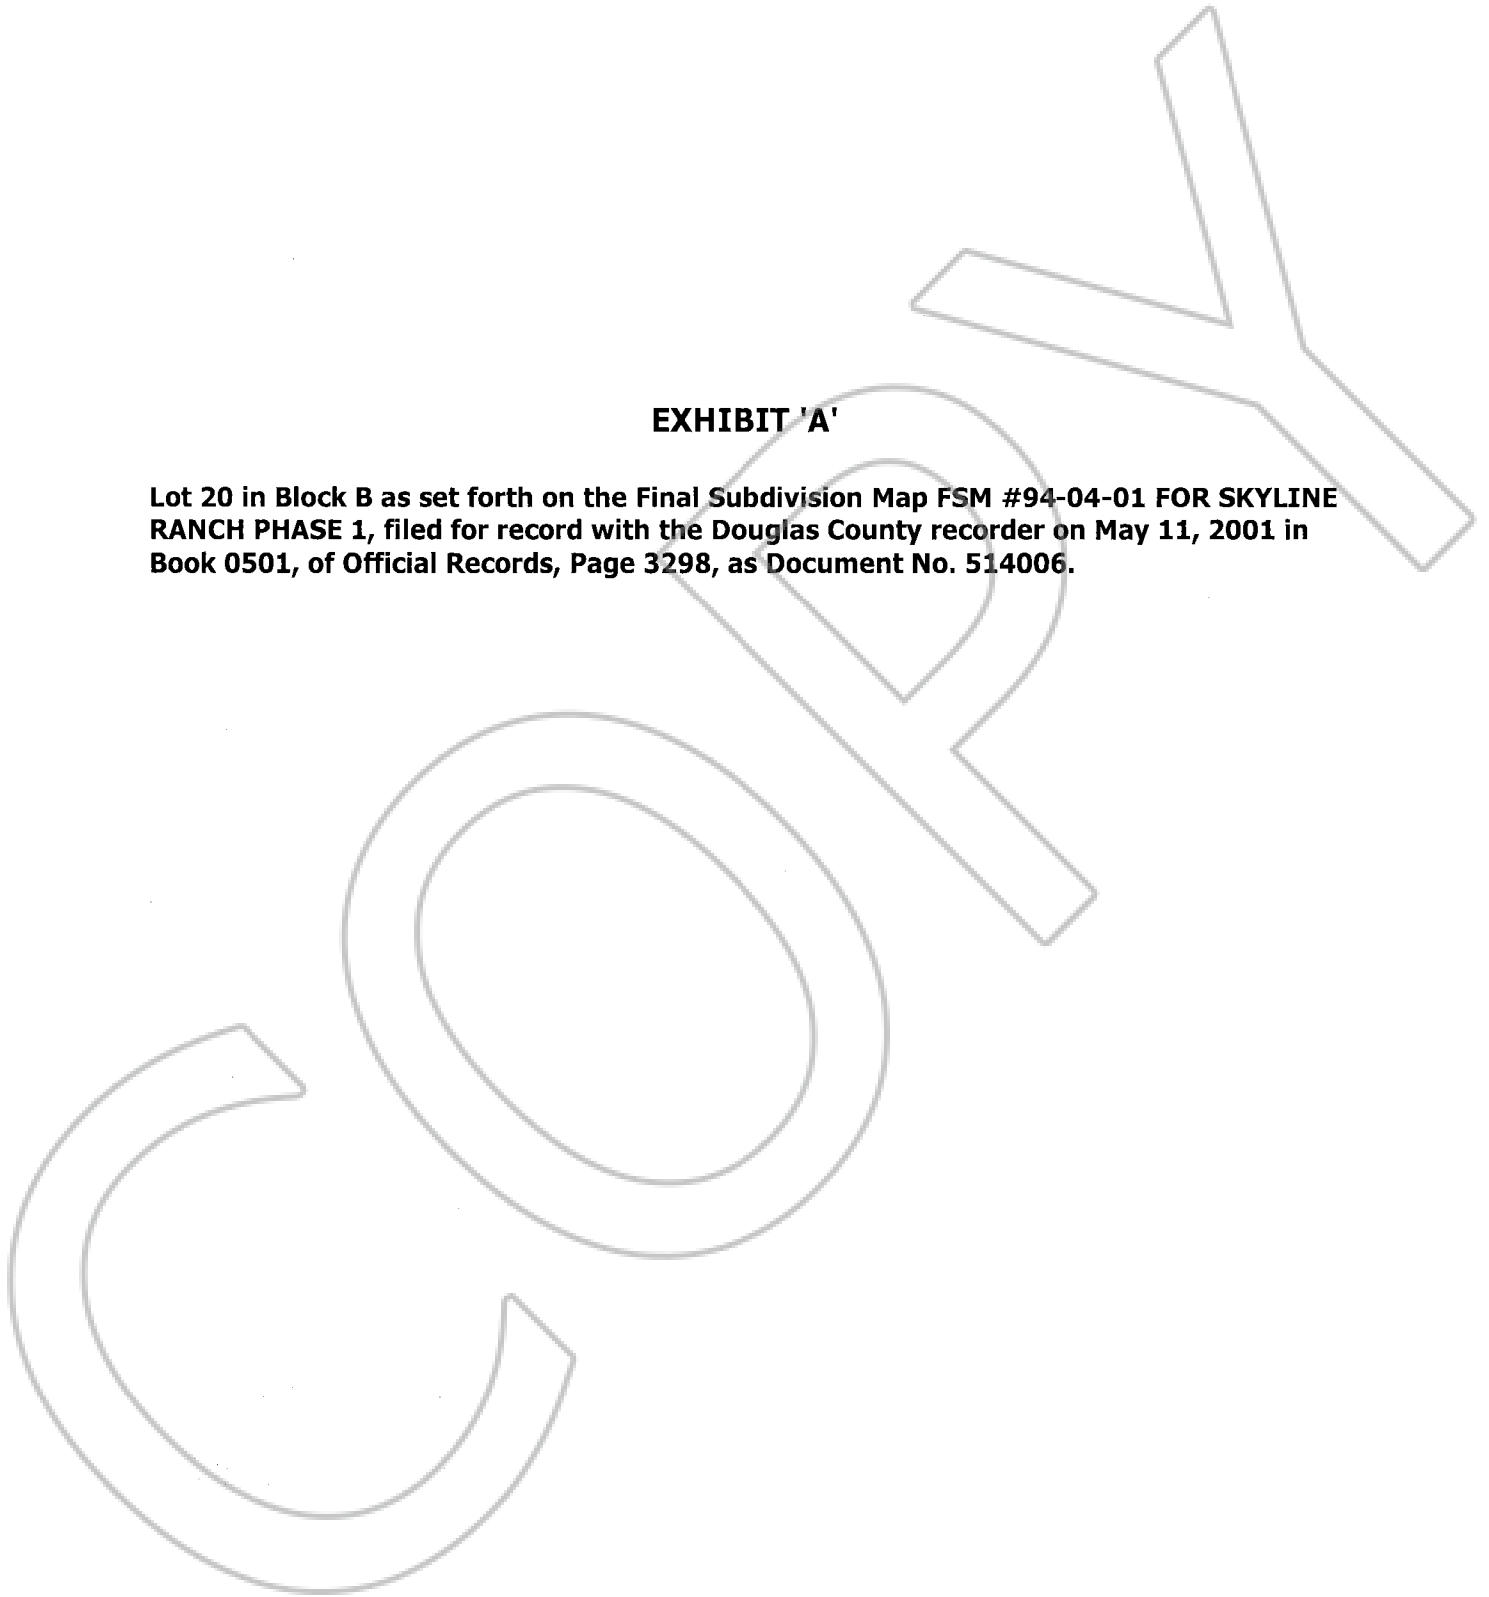 EXHIBIT 'A'
Lot 20 in Block B as set forth on the Final Subdivision Map FSM #94-04-01 FOR SKYLINE
RANCH PHASE 1, filed for record with the Douglas County recorder on May 11, 2001 in
Book 0501, of Official Records, Page 3298, as Document No. 514006.
COPY